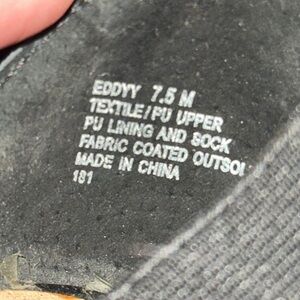 EDDYY 7.5 M
TEXTILE/PU UPPER
PU LINING AND SOCK
FABRIC COATED OUTSOL
MADE IN CHINA
181